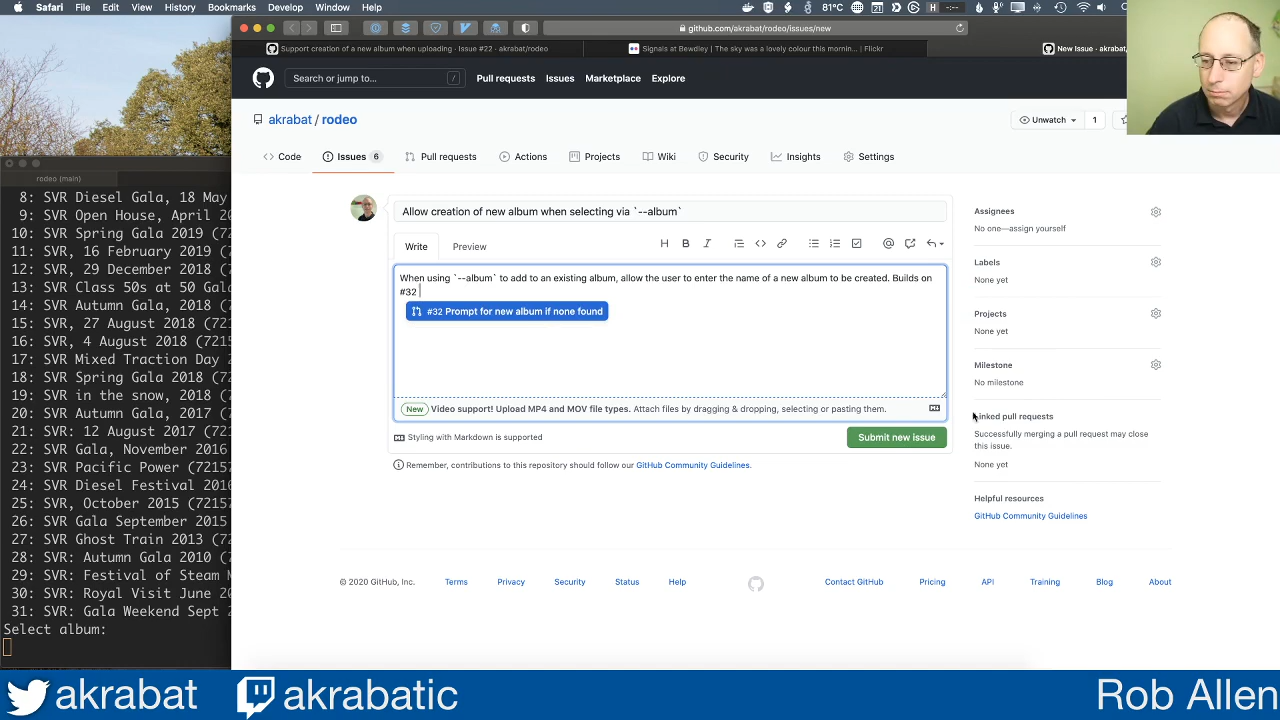 Safari File Edit View History Bookmarks Develop Window Help
81°C
github.com/akrabat/rodeo/issues/new
Support creation of a new album when uploading · Issue #22 · akrabat/rodeo
Signals at Bewdley | The sky was a lovely colour this mornin... | Flickr
New Issue · akrab
Search or jump to...
/
Pull requests Issues Marketplace Explore
akrabat / rodeo
Unwatch 1
Code Issues 6 Pull requests Actions Projects Wiki Security Insights Settings
Allow creation of new album when selecting via `--album`
Write Preview
When using `--album` to add to an existing album, allow the user to enter the name of a new album to be created. Builds on
#32
#32 Prompt for new album if none found
New Video support! Upload MP4 and MOV file types. Attach files by dragging & dropping, selecting or pasting them.
Styling with Markdown is supported
Submit new issue
Remember, contributions to this repository should follow our GitHub Community Guidelines.
Assignees
No one—assign yourself
Labels
None yet
Projects
None yet
Milestone
No milestone
Linked pull requests
Successfully merging a pull request may close
this issue.
None yet
Helpful resources
GitHub Community Guidelines
© 2020 GitHub, Inc. Terms Privacy Security Status Help Contact GitHub Pricing API Training Blog About
rodeo (main)
8: SVR Diesel Gala, 18 May
9: SVR Open House, April 20
10: SVR Spring Gala 2019 (7
11: SVR, 16 February 2019 (
12: SVR, 29 December 2018 (
13: SVR Class 50s at 50 Gala
14: SVR Autumn Gala, 2018 (
15: SVR, 27 August 2018 (72
16: SVR, 4 August 2018 (721
17: SVR Mixed Traction Day
18: SVR Spring Gala 2018 (7
19: SVR in the snow, 2018 (
20: SVR Autumn Gala, 2017 (
21: SVR: 12 August 2017 (72
22: SVR Gala, November 2016
23: SVR Pacific Power (7215
24: SVR Diesel Festival 201
25: SVR, October 2015 (7215
26: SVR Gala September 2015
27: SVR Ghost Train 2013 (7
28: SVR: Autumn Gala 2010 (
29: SVR: Festival of Steam
30: SVR: Royal Visit June 20
31: SVR: Gala Weekend Sept 2
Select album:
akrabat akrabatic Rob Allen